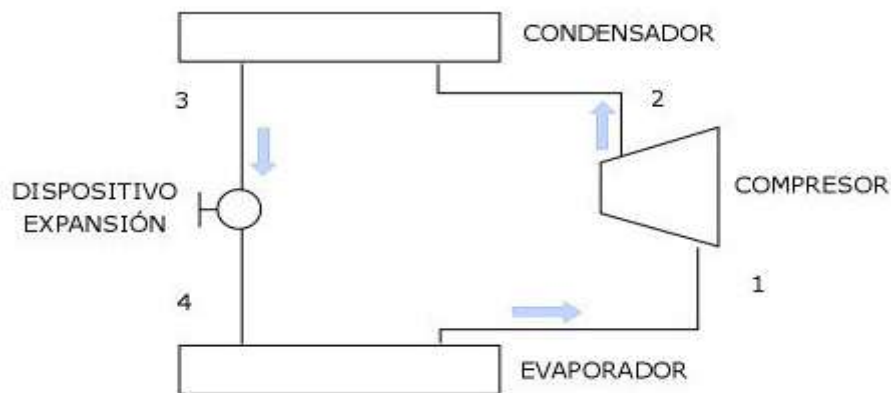 CONDENSADOR
3
2
DISPOSITIVO
EXPANSIÓN
COMPRESOR
4
1
EVAPORADOR